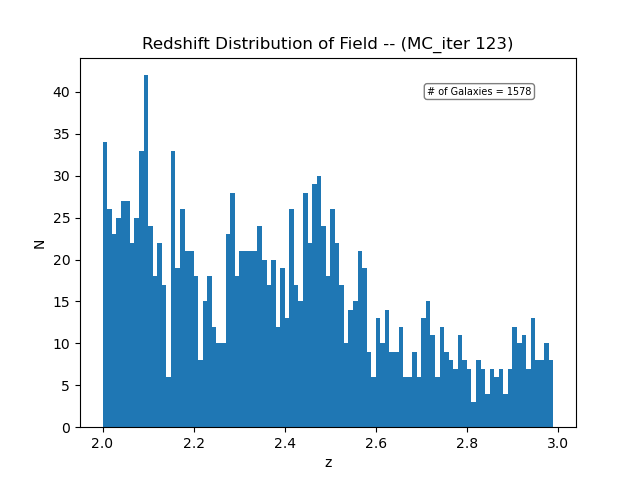 Redshift Distribution of Field -- (MC_iter 123)
# of Galaxies = 1578
40
35
30
25
20
15
10
5
0
N
2.0 2.2 2.4 2.6 2.8 3.0
z